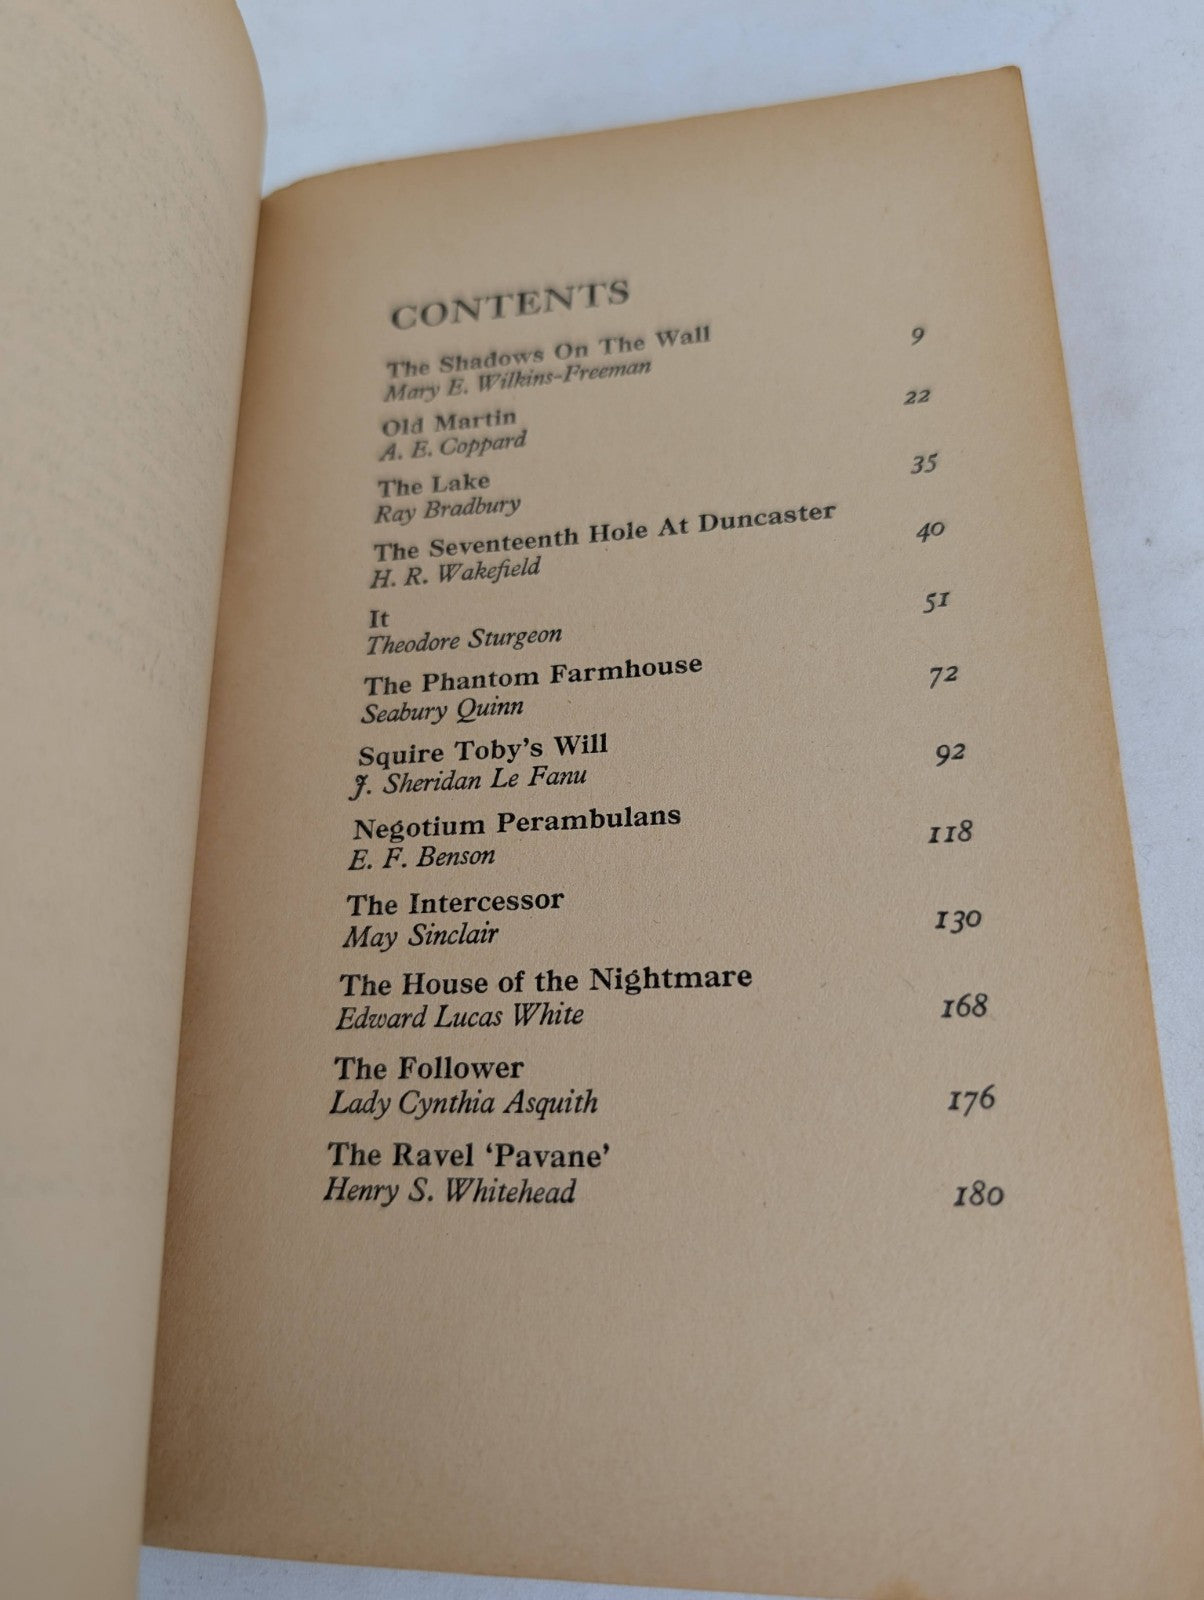 CONTENTS
The Shadows On The Wall 9
Mary E. Wilkins-Freeman
Old Martin 22
A. E. Coppard
The Lake 35
Ray Bradbury
The Seventeenth Hole At Duncaster 40
H. R. Wakefield
It 51
Theodore Sturgeon
The Phantom Farmhouse 72
Seabury Quinn
Squire Toby's Will 92
J. Sheridan Le Fanu
Negotium Perambulans 118
E. F. Benson
The Intercessor 130
May Sinclair
The House of the Nightmare 168
Edward Lucas White
The Follower 176
Lady Cynthia Asquith
The Ravel ‘Pavane’ 180
Henry S. Whitehead